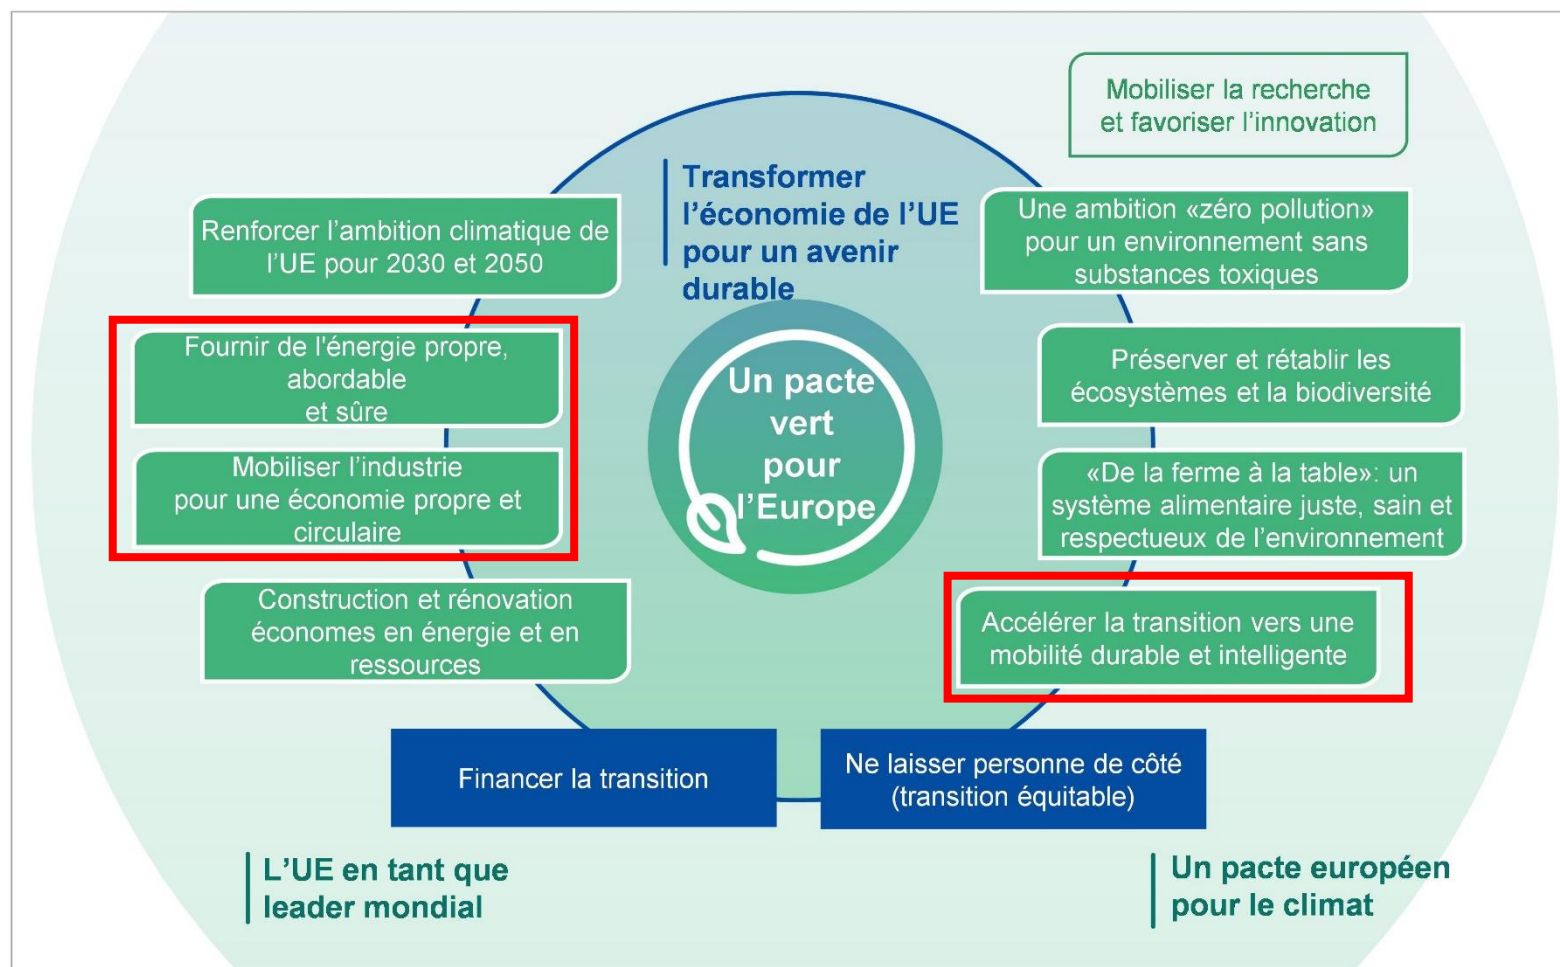 Mobiliser la recherche
et favoriser l’innovation
Transformer
l’économie de l’UE
pour un avenir
durable
Renforcer l’ambition climatique de
l’UE pour 2030 et 2050
Une ambition «zéro pollution»
pour un environnement sans
substances toxiques
Fournir de l'énergie propre,
abordable
et sûre
Préserver et rétablir les
écosystèmes et la biodiversité
Un pacte
vert
pour
l’Europe
Mobiliser l’industrie
pour une économie propre et
circulaire
«De la ferme à la table»: un
système alimentaire juste, sain et
respectueux de l’environnement
Construction et rénovation
économes en énergie et en
ressources
Accélérer la transition vers une
mobilité durable et intelligente
Financer la transition
Ne laisser personne de côté
(transition équitable)
L’UE en tant que
leader mondial
Un pacte européen
pour le climat